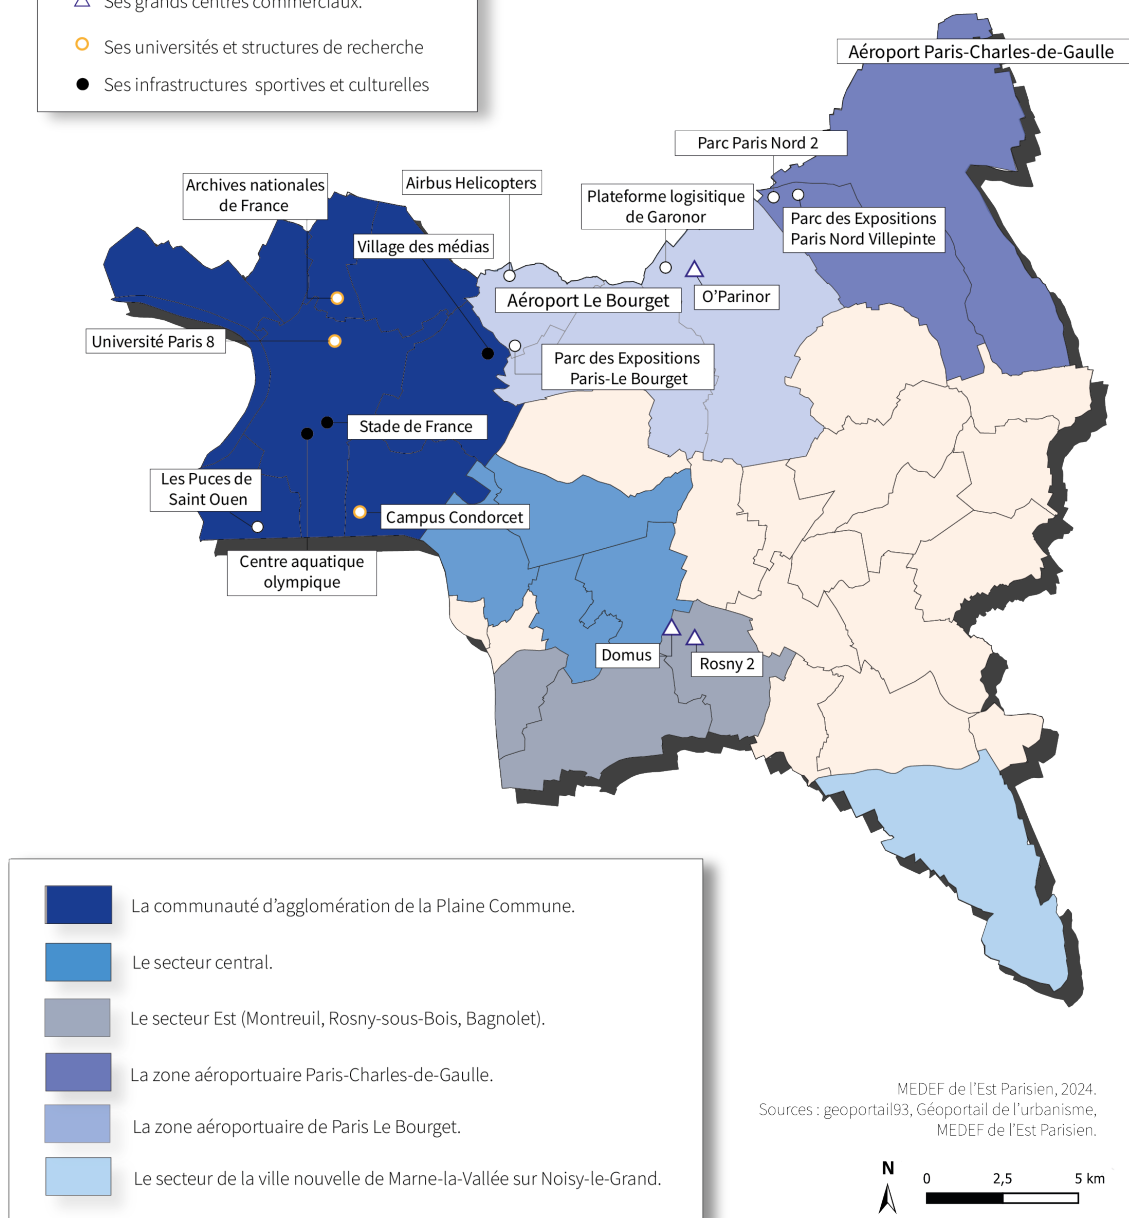 Ses grands centres commerciaux.
Ses universités et structures de recherche
Ses infrastructures sportives et culturelles
Aéroport Paris-Charles-de-Gaulle
Parc Paris Nord 2
Archives nationales
de France
Airbus Helicopters
Plateforme logisitique
de Garonor
Parc des Expositions
Paris Nord Villepinte
Village des médias
O’Parinor
Aéroport Le Bourget
Université Paris 8
Parc des Expositions
Paris-Le Bourget
Stade de France
Les Puces de
Saint Ouen
Campus Condorcet
Centre aquatique
olympique
Domus
Rosny 2
La communauté d’agglomération de la Plaine Commune.
Le secteur central.
Le secteur Est (Montreuil, Rosny-sous-Bois, Bagnolet).
La zone aéroportuaire Paris-Charles-de-Gaulle.
La zone aéroportuaire de Paris Le Bourget.
Le secteur de la ville nouvelle de Marne-la-Vallée sur Noisy-le-Grand.
MEDEF de l’Est Parisien, 2024.
Sources : geoportail93, Géoportail de l’urbanisme,
MEDEF de l’Est Parisien.
N
0 2,5 5 km